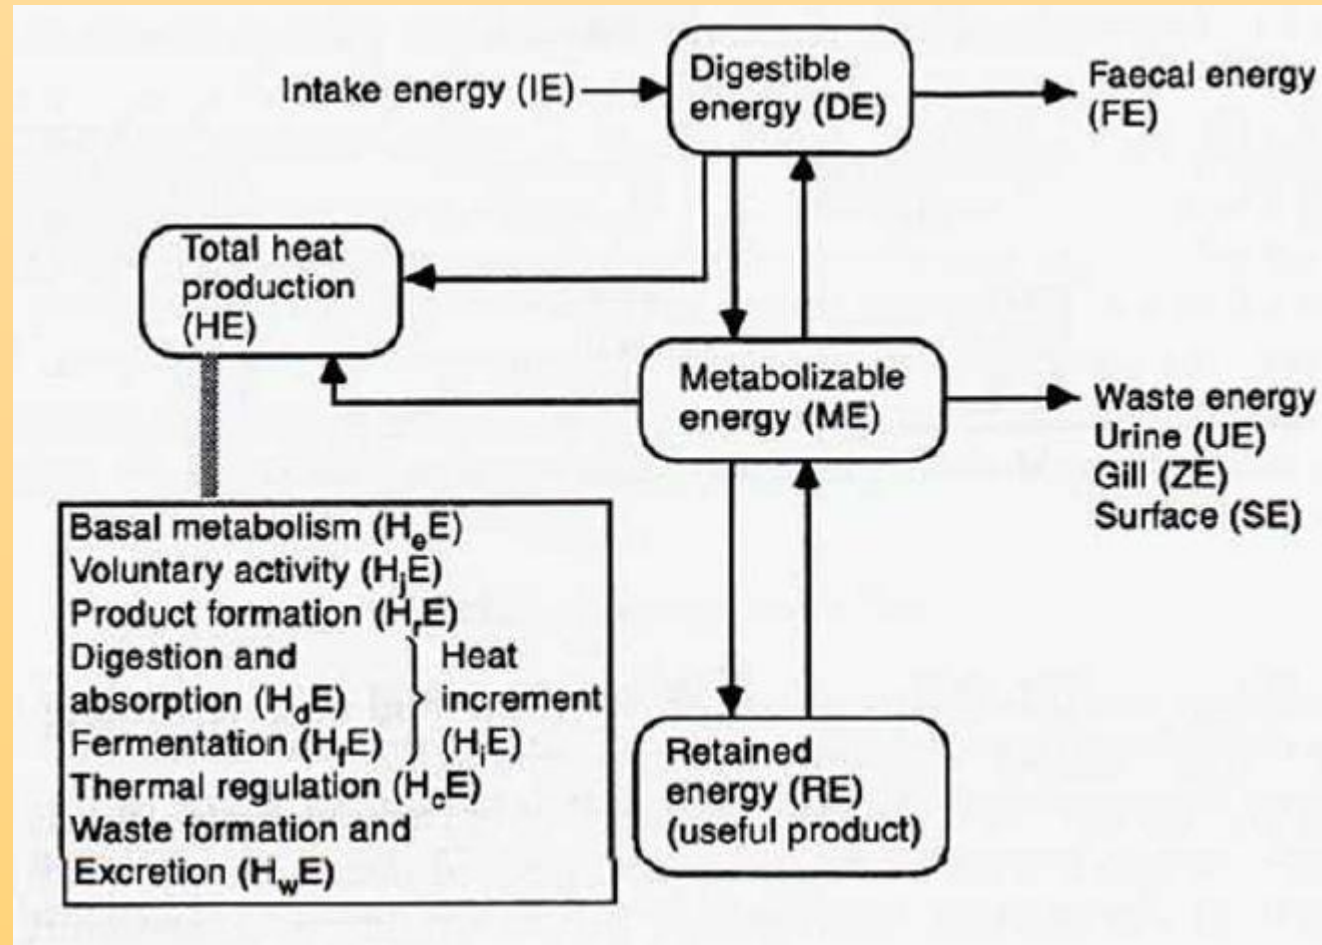 Intake energy (IE)
Digestible
energy (DE)
Faecal energy
(FE)
Total heat
production
(HE)
Metabolizable
energy (ME)
Waste energy
Urine (UE)
Gill (ZE)
Surface (SE)
Basal metabolism (HeE)
Voluntary activity (HjE)
Product formation (HrE)
Digestion and
absorption (HdE)
Fermentation (HfE)
Heat
increment
(HiE)
Thermal regulation (HcE)
Waste formation and
Excretion (HwE)
Retained
energy (RE)
(useful product)